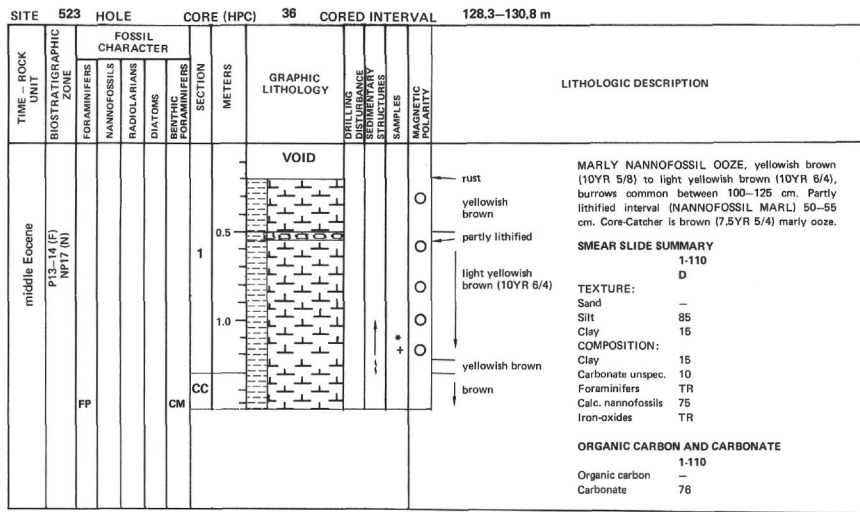 SITE 523 HOLE CORE (HPC) 36 CORED INTERVAL 128.3—130.8 m
TIME – ROCK UNIT
BIOSTRATIGRAPHIC ZONE
FOSSIL CHARACTER
FORAMINIFERS
NANNOFOSSILS
RADIOLARIANS
DIATOMS
BENTHIC FORAMINIFERS
SECTION
METERS
GRAPHIC LITHOLOGY
DRILLING DISTURBANCE
SEDIMENTARY STRUCTURES
SAMPLES
MAGNETIC POLARITY
LITHOLOGIC DESCRIPTION
middle Eocene
P13—14 (F)
NP17 (N)
FP
CM
1
CC
0.5
1.0
VOID
*
+
rust
yellowish brown
partly lithified
light yellowish brown (10YR 6/4)
yellowish brown
brown
MARLY NANNOFOSSIL OOZE, yellowish brown
(10YR 5/8) to light yellowish brown (10YR 6/4),
burrows common between 100—125 cm. Partly
lithified interval (NANNOFOSSIL MARL) 50—55
cm. Core-Catcher is brown (7.5YR 5/4) marly ooze.
SMEAR SLIDE SUMMARY
1-110
D
TEXTURE:
Sand —
Silt 85
Clay 15
COMPOSITION:
Clay 15
Carbonate unspec. 10
Foraminifers TR
Calc. nannofossils 75
Iron-oxides TR
ORGANIC CARBON AND CARBONATE
1-110
Organic carbon —
Carbonate 76